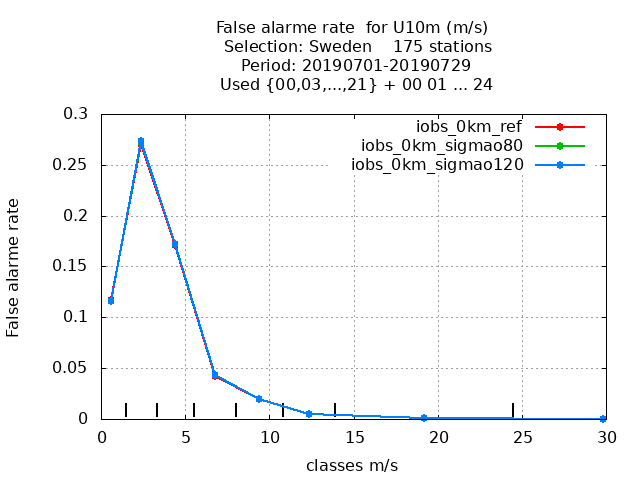 False alarme rate  for U10m (m/s)
Selection: Sweden    175 stations
Period: 20190701-20190729
Used {00,03,...,21} + 00 01 ... 24
iobs_0km_ref
iobs_0km_sigmao80
iobs_0km_sigmao120
False alarme rate
0.3
0.25
0.2
0.15
0.1
0.05
0
0 5 10 15 20 25 30
classes m/s